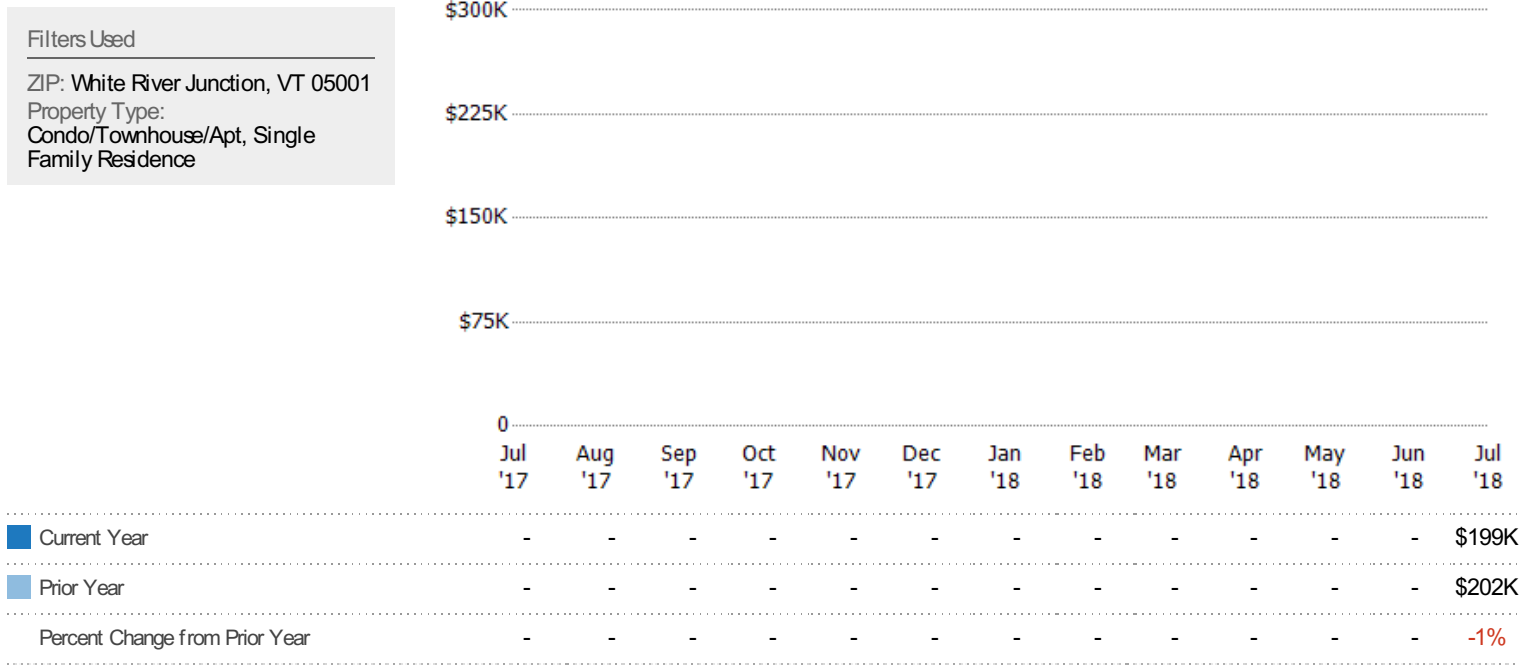 Filters Used
ZIP: White River Junction, VT 05001
Property Type:
Condo/Townhouse/Apt, Single
Family Residence
$300K
$225K
$150K
$75K
0
Jul Aug Sep Oct Nov Dec Jan Feb Mar Apr May Jun Jul
'17 '17 '17 '17 '17 '17 '18 '18 '18 '18 '18 '18 '18
Current Year - - - - - - - - - - - - $199K
Prior Year - - - - - - - - - - - - $202K
Percent Change from Prior Year - - - - - - - - - - - - -1%